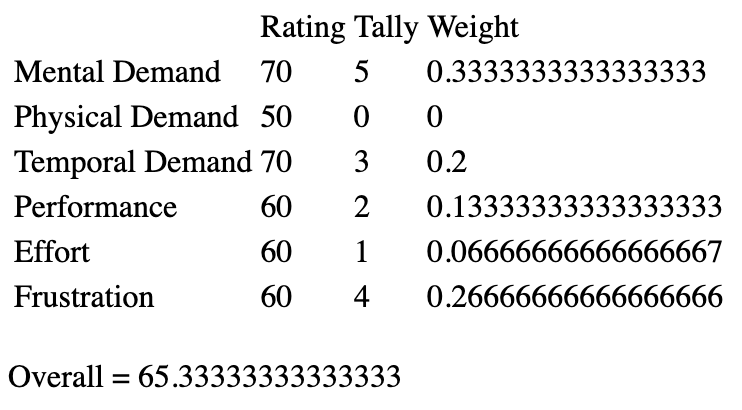 Rating Tally Weight
Mental Demand 70 5 0.3333333333333333
Physical Demand 50 0 0
Temporal Demand 70 3 0.2
Performance 60 2 0.13333333333333333
Effort 60 1 0.06666666666666667
Frustration 60 4 0.26666666666666666
Overall = 65.33333333333333